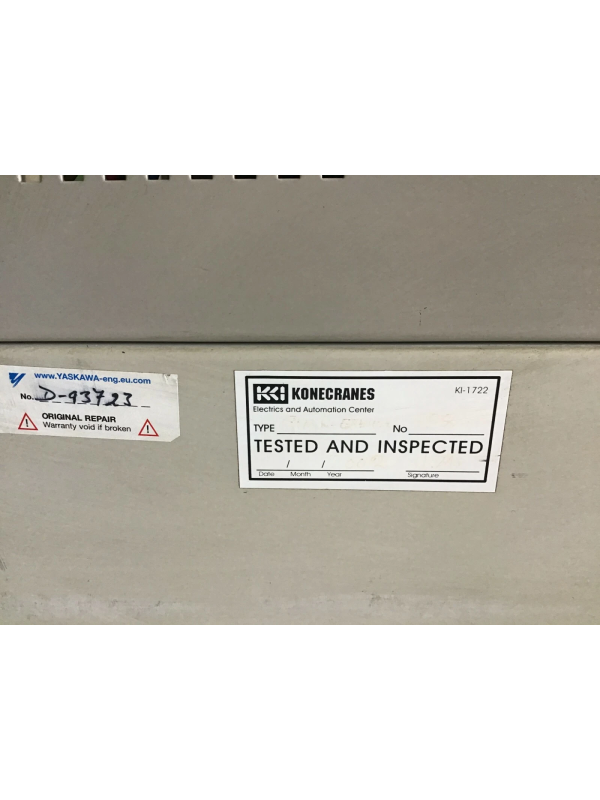 www.YASKAWA-eng.eu.com
No. D-93723
ORIGINAL REPAIR
Warranty void if broken
KONECRANES
KI-1722
Electrics and Automation Center
TYPE No
TESTED AND INSPECTED
/ /
Date Month Year Signature